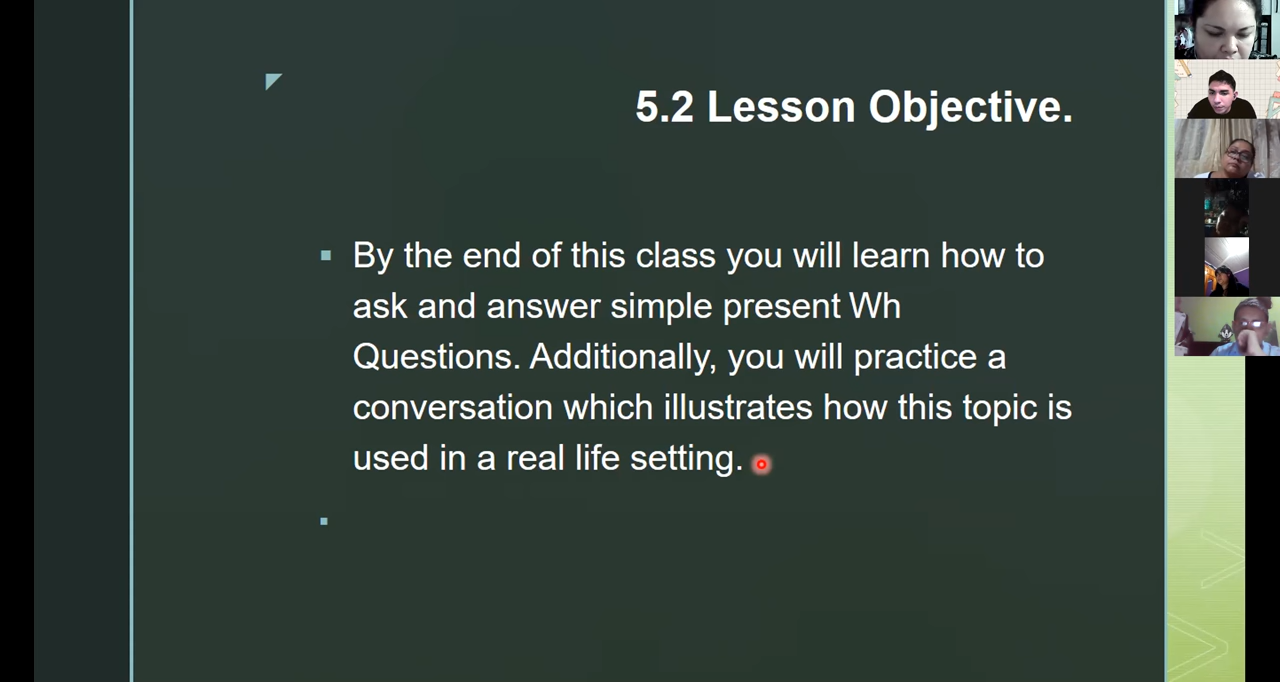 5.2 Lesson Objective.
By the end of this class you will learn how to
ask and answer simple present Wh
Questions. Additionally, you will practice a
conversation which illustrates how this topic is
used in a real life setting.